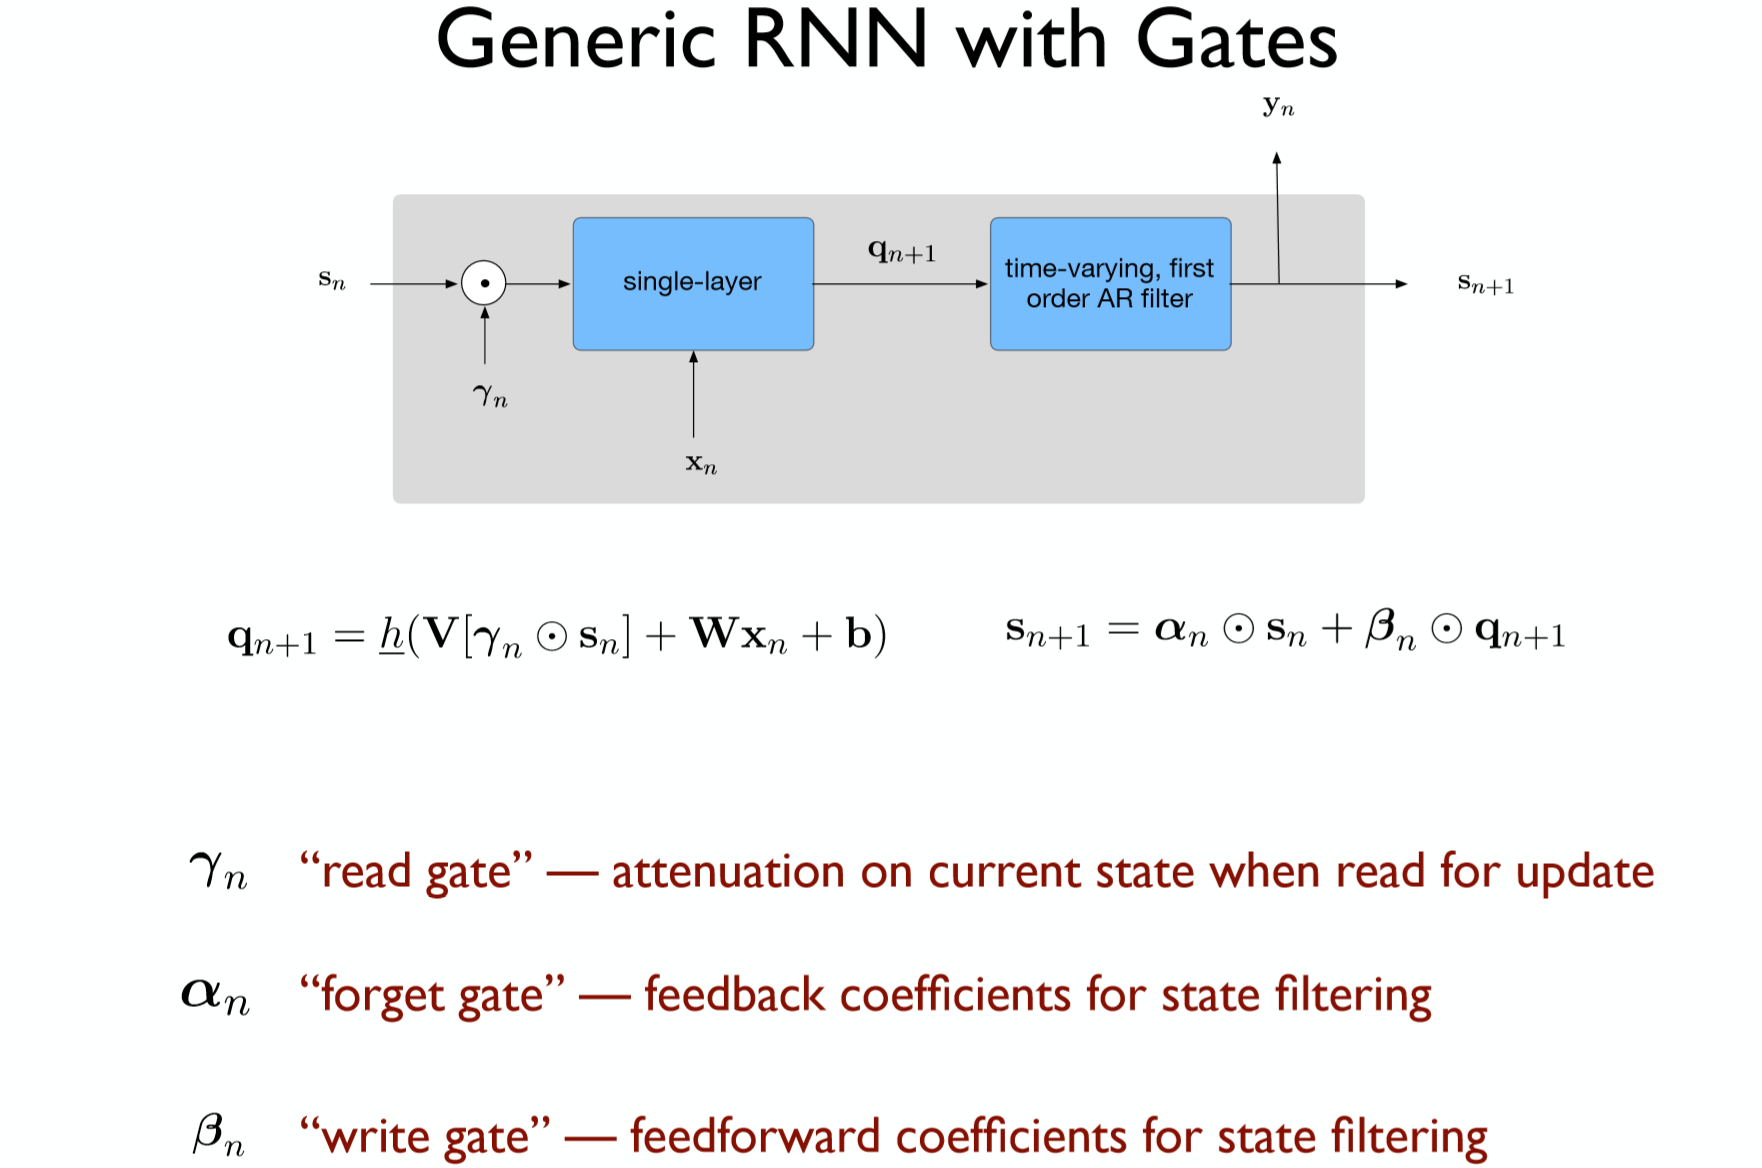 Generic RNN with Gates
yₙ
sₙ
single-layer
qₙ₊₁
time-varying, first
order AR filter
sₙ₊₁
γₙ
xₙ
qₙ₊₁ = h(V[γₙ ⊙ sₙ] + Wxₙ + b)
sₙ₊₁ = αₙ ⊙ sₙ + βₙ ⊙ qₙ₊₁
γₙ “read gate” — attenuation on current state when read for update
αₙ “forget gate” — feedback coefficients for state filtering
βₙ “write gate” — feedforward coefficients for state filtering